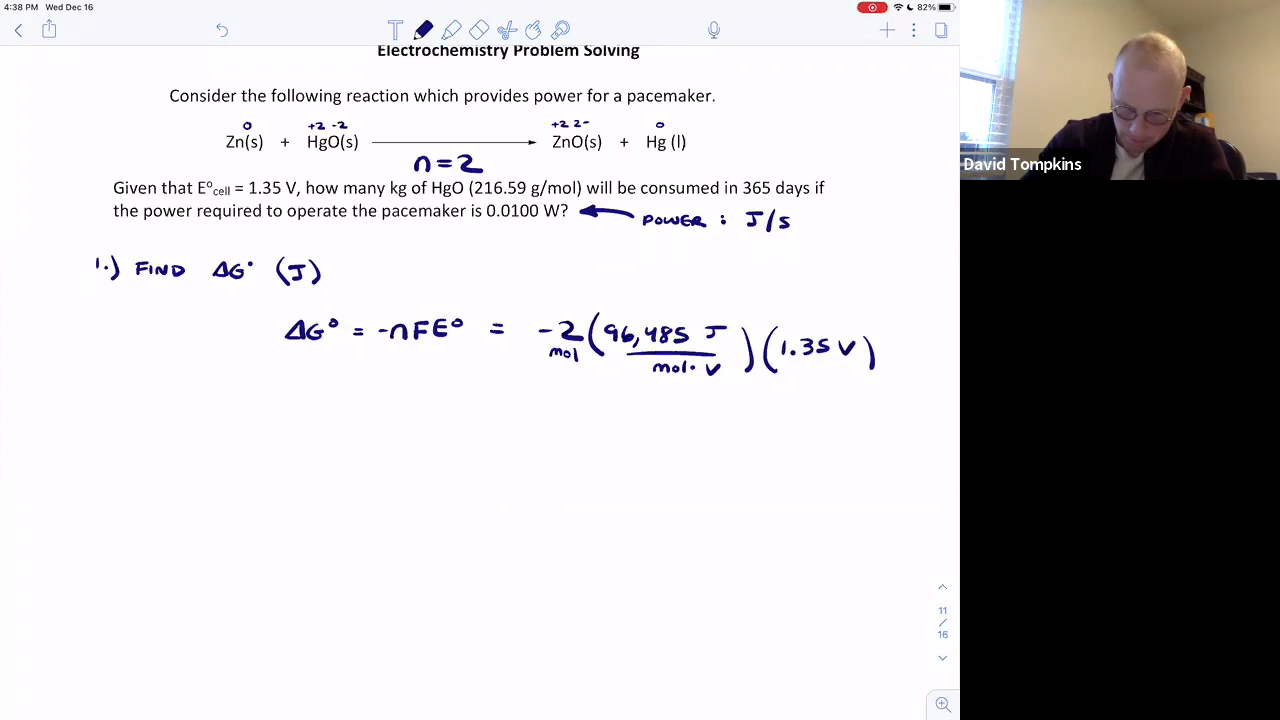 4:38 PM Wed Dec 16
82%
T
Electrochemistry Problem Solving
Consider the following reaction which provides power for a pacemaker.
0 +2 -2 +2 2- 0
Zn(s) + HgO(s) ZnO(s) + Hg (l)
n=2
Given that E°cell = 1.35 V, how many kg of HgO (216.59 g/mol) will be consumed in 365 days if
the power required to operate the pacemaker is 0.0100 W?
POWER : J/s
1.) FIND ΔG° (J)
ΔG° = -nFE° = -2 mol (96,485 J / mol·V) (1.35 V)
David Tompkins
11
/
16